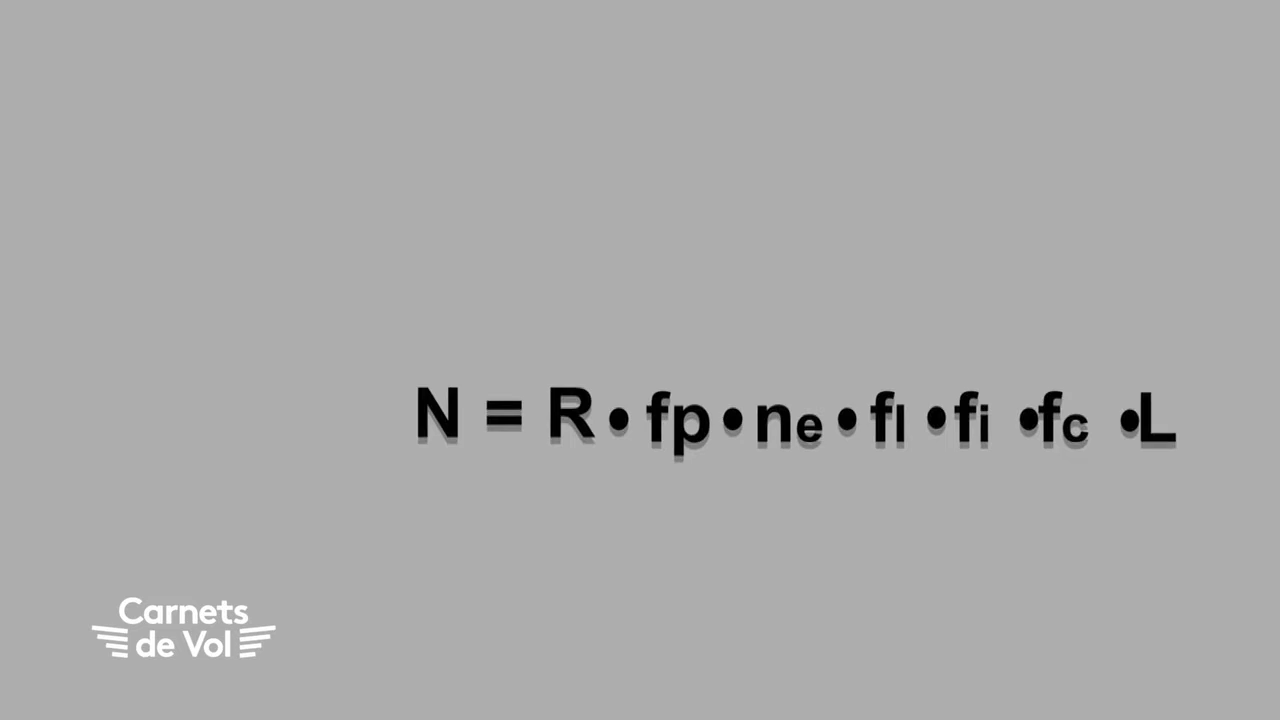 N = R • fp • ne • fl • fi • fc • L
Carnets
de Vol